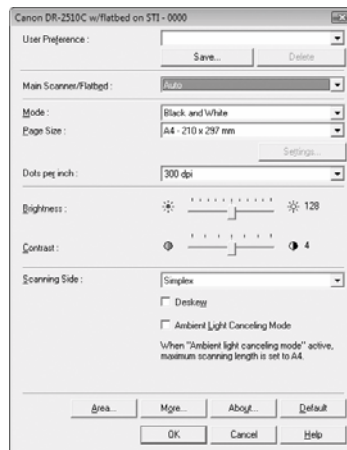 Canon DR-2510C w/flatbed on STI - 0000
User Preference :
Save... Delete
Main Scanner/Flatbed : Auto
Mode : Black and White
Page Size : A4 - 210 x 297 mm
Settings...
Dots per inch : 300 dpi
Brightness : 128
Contrast : 4
Scanning Side : Simplex
Deskew
Ambient Light Canceling Mode
When "Ambient light canceling mode" active,
maximum scanning length is set to A4.
Area... More... About... Default
OK Cancel Help